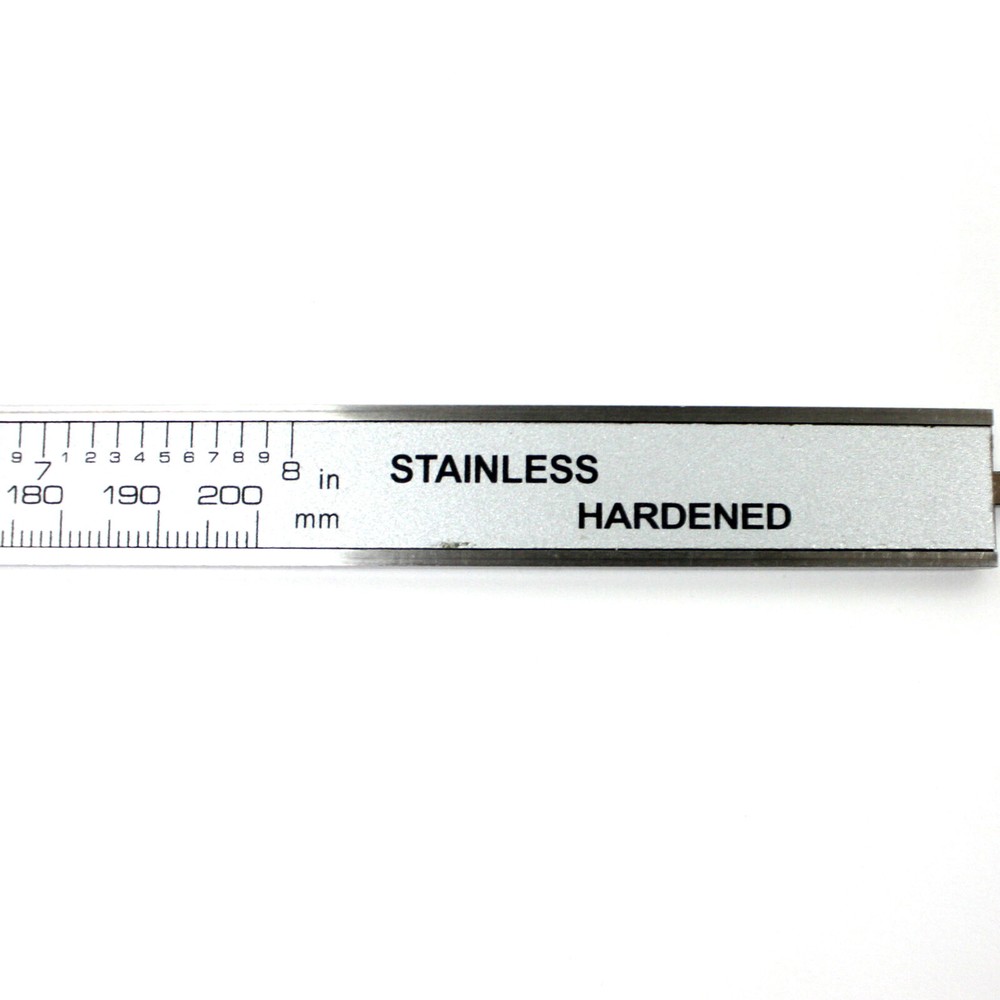 9 7 1 2 3 4 5 6 7 8 9 8 in
180 190 200
mm
STAINLESS
HARDENED